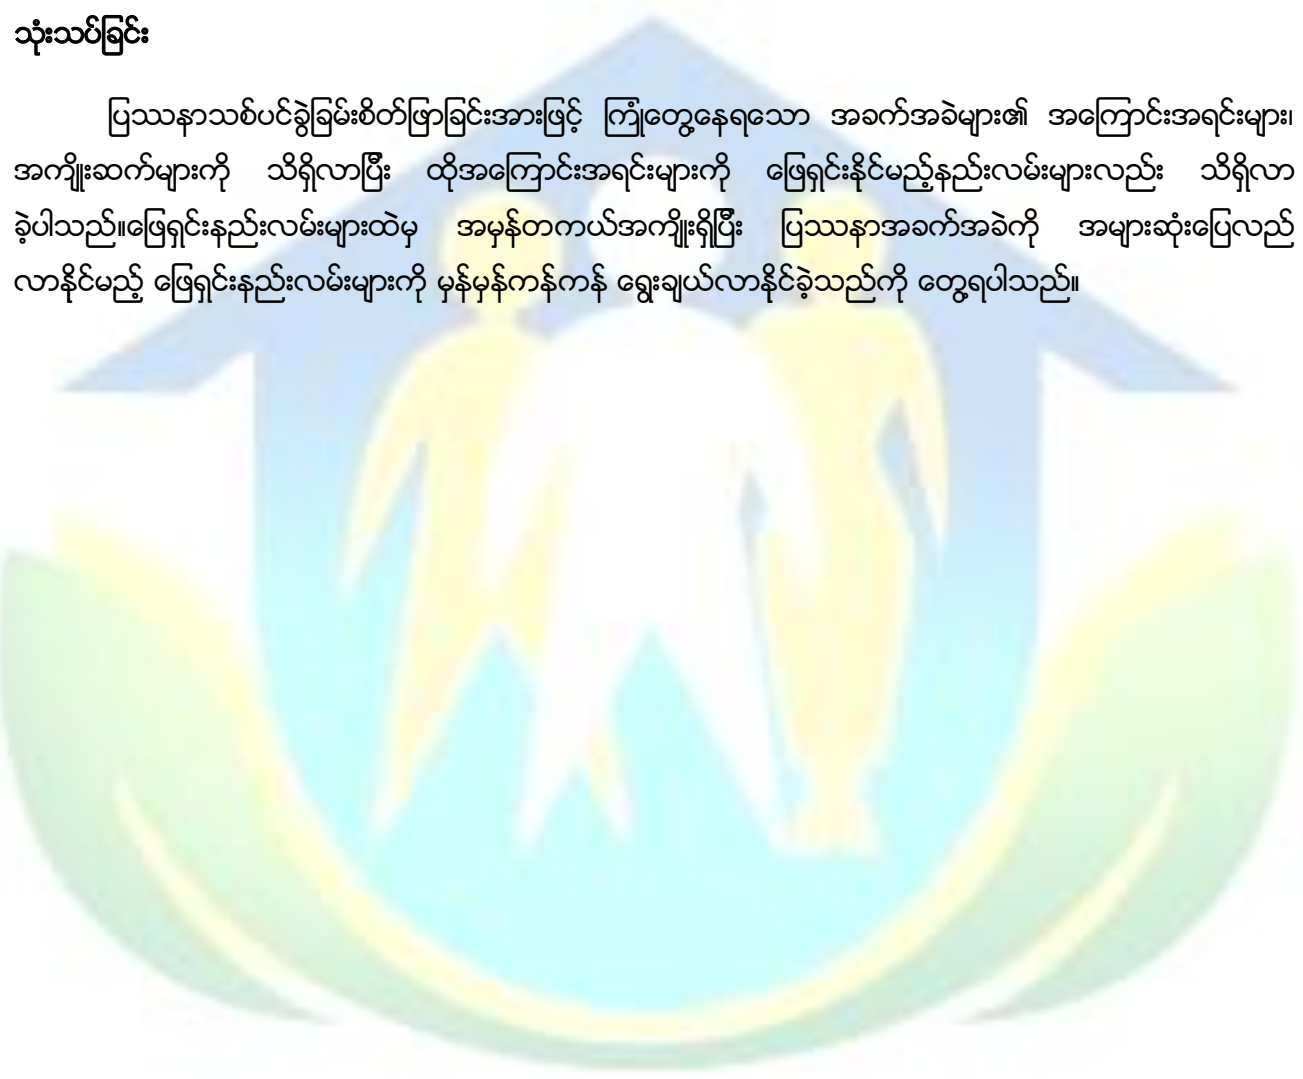 သုံးသပ်ခြင်း
ပြဿနာသစ်ပင်ခွဲခြမ်းစိတ်ဖြာခြင်းအားဖြင့် ကြုံတွေ့နေရသော အခက်အခဲများ၏ အကြောင်းအရင်းများ၊
အကျိုးဆက်များကို သိရှိလာပြီး ထိုအကြောင်းအရင်းများကို ဖြေရှင်းနိုင်မည့်နည်းလမ်းများလည်း သိရှိလာ
ခဲ့ပါသည်။ဖြေရှင်းနည်းလမ်းများထဲမှ အမှန်တကယ်အကျိုးရှိပြီး ပြဿနာအခက်အခဲကို အများဆုံးပြေလည်
လာနိုင်မည့် ဖြေရှင်းနည်းလမ်းများကို မှန်မှန်ကန်ကန် ရွေးချယ်လာနိုင်ခဲ့သည်ကို တွေ့ရပါသည်။